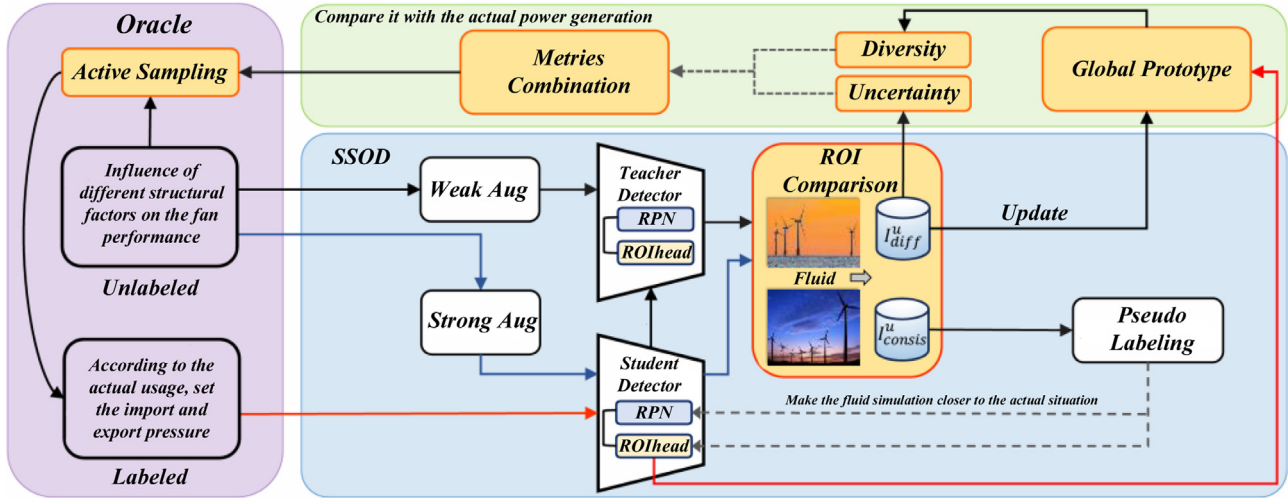 Oracle
Active Sampling
Influence of
different structural
factors on the fan
performance
Unlabeled
According to the
actual usage, set
the import and
export pressure
Labeled
Compare it with the actual power generation
Metries
Combination
Diversity
Uncertainty
Global Prototype
SSOD
Weak Aug
Strong Aug
Teacher
Detector
RPN
ROIhead
Student
Detector
RPN
ROIhead
ROI
Comparison
Fluid
I^u_diff
I^u_consis
Update
Pseudo
Labeling
Make the fluid simulation closer to the actual situation